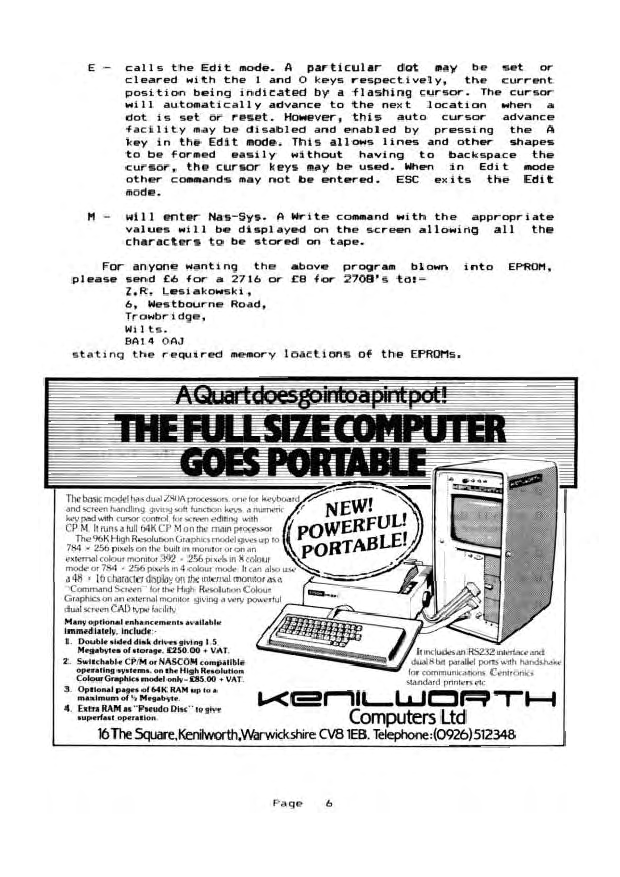 E - calls the Edit mode. A particular dot may be set or
cleared with the 1 and O keys respectively, the current
position being indicated by a flashing cursor. The cursor
will automatically advance to the next location when a
dot is set or reset. However, this auto cursor advance
facility may be disabled and enabled by pressing the A
key in the Edit mode. This allows lines and other shapes
to be formed easily without having to backspace the
cursor, the cursor keys may be used. When in Edit mode
other commands may not be entered. ESC exits the Edit
mode.
M - will enter Nas-Sys. A Write command with the appropriate
values will be displayed on the screen allowing all the
characters to be stored on tape.
For anyone wanting the above program blown into EPROM,
please send £6 for a 2716 or £8 for 2708's to:-
Z.R. Lesiakowski,
6, Westbourne Road,
Trowbridge,
Wilts.
BA14 0AJ
stating the required memory loactions of the EPROMs.
A Quart does go into a pint pot!
THE FULL SIZE COMPUTER
GOES PORTABLE
The basic model has dual Z80A processors, one for keyboard
and screen handling giving soft function keys, a numeric
key pad with cursor control for screen editing with
CP M. It runs a full 64K CP M on the main processor
The 96K High Resolution Graphics model gives up to
784 × 256 pixels on the built in monitor or on an
external colour monitor 392 × 256 pixels in 8 colour
mode or 784 × 256 pixels in 4 colour mode. It can also use
a 48 × 16 character display on the internal monitor as a
"Command Screen" for the High Resolution Colour
Graphics on an external monitor giving a very powerful
dual screen CAD type facility
NEW!
POWERFUL!
PORTABLE!
Many optional enhancements available
immediately, include:-
1. Double sided disk drives giving 1.5
Megabytes of storage. £250.00 + VAT.
2. Switchable CP/M or NASCOM compatible
operating systems. on the High Resolution
Colour Graphics model only - £85.00 + VAT.
3. Optional pages of 64K RAM up to a
maximum of ½ Megabyte.
4. Extra RAM as "Pseudo Disc" to give
superfast operation.
It includes an RS232 interface and
dual 8 bit parallel ports with handshake
for communications Centronics
standard printers etc.
KENILWORTH
Computers Ltd
16 The Square, Kenilworth, Warwickshire CV8 1EB. Telephone: (0926) 512348
Page 6